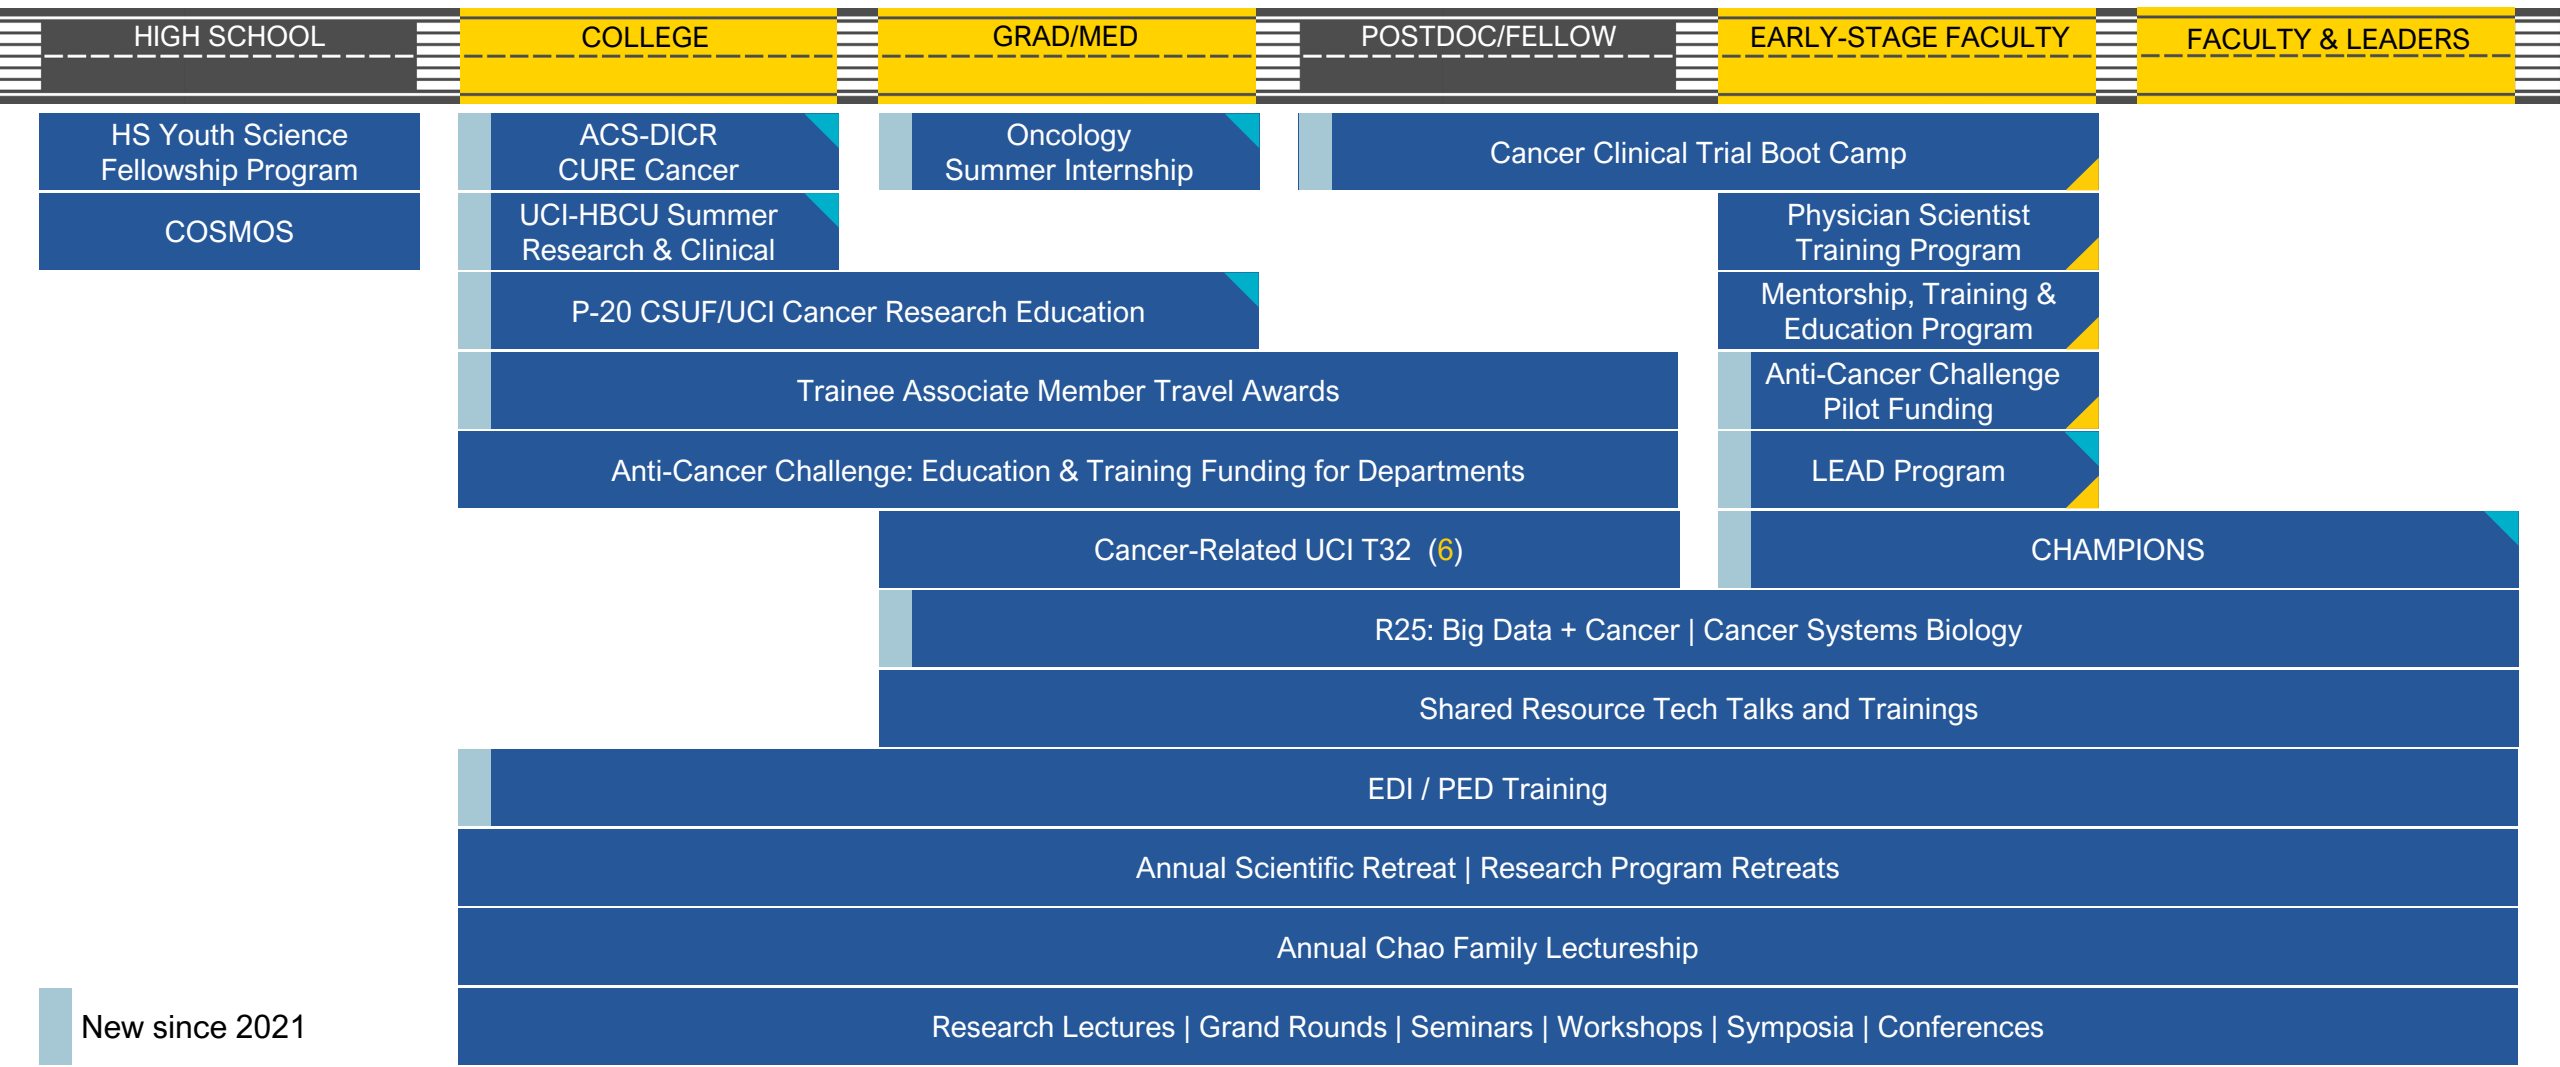 HIGH SCHOOL
COLLEGE
GRAD/MED
POSTDOC/FELLOW
EARLY-STAGE FACULTY
FACULTY & LEADERS
HS Youth Science
Fellowship Program
ACS-DICR
CURE Cancer
Oncology
Summer Internship
Cancer Clinical Trial Boot Camp
COSMOS
UCI-HBCU Summer
Research & Clinical
Physician Scientist
Training Program
P-20 CSUF/UCI Cancer Research Education
Mentorship, Training &
Education Program
Trainee Associate Member Travel Awards
Anti-Cancer Challenge
Pilot Funding
Anti-Cancer Challenge: Education & Training Funding for Departments
LEAD Program
Cancer-Related UCI T32 (6)
CHAMPIONS
R25: Big Data + Cancer | Cancer Systems Biology
Shared Resource Tech Talks and Trainings
EDI / PED Training
Annual Scientific Retreat | Research Program Retreats
Annual Chao Family Lectureship
New since 2021
Research Lectures | Grand Rounds | Seminars | Workshops | Symposia | Conferences